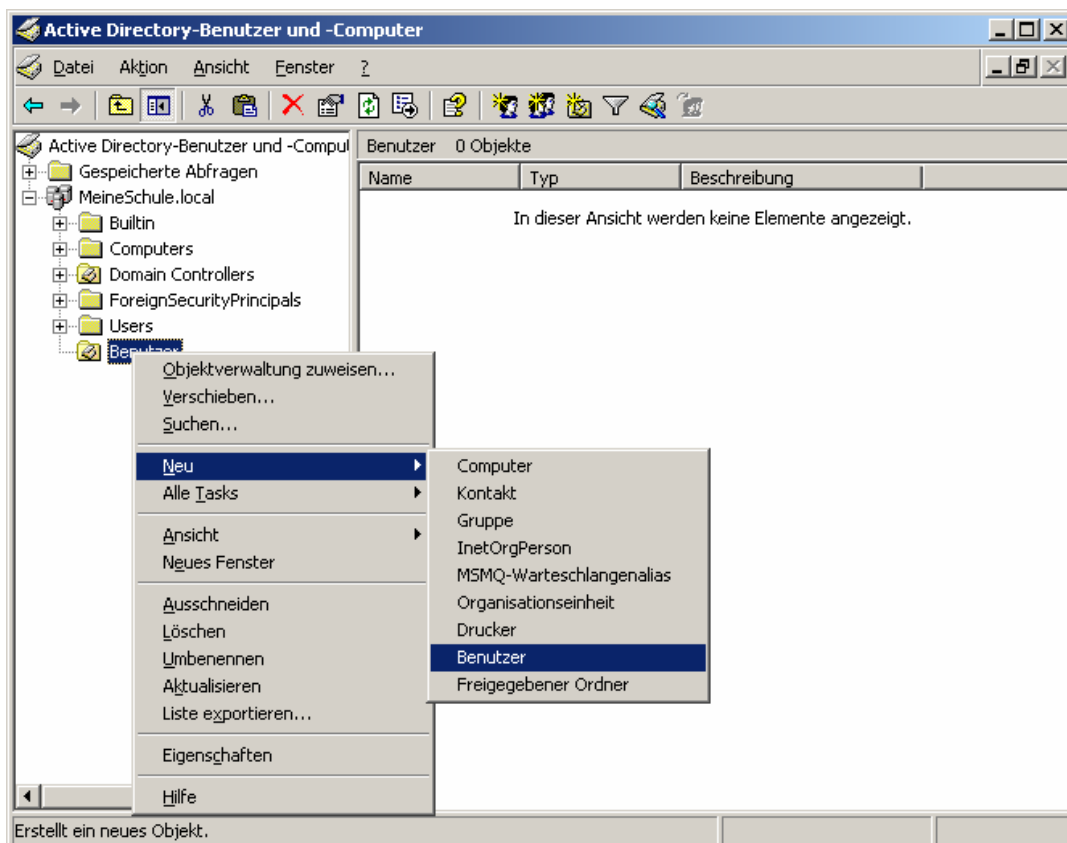 Active Directory-Benutzer und -Computer
Datei Aktion Ansicht Fenster ?
Active Directory-Benutzer und -Comput
Gespeicherte Abfragen
MeineSchule.local
Builtin
Computers
Domain Controllers
ForeignSecurityPrincipals
Users
Benutzer
Benutzer 0 Objekte
Name Typ Beschreibung
In dieser Ansicht werden keine Elemente angezeigt.
Objektverwaltung zuweisen...
Verschieben...
Suchen...
Neu
Alle Tasks
Ansicht
Neues Fenster
Ausschneiden
Löschen
Umbenennen
Aktualisieren
Liste exportieren...
Eigenschaften
Hilfe
Computer
Kontakt
Gruppe
InetOrgPerson
MSMQ-Warteschlangenalias
Organisationseinheit
Drucker
Benutzer
Freigegebener Ordner
Erstellt ein neues Objekt.